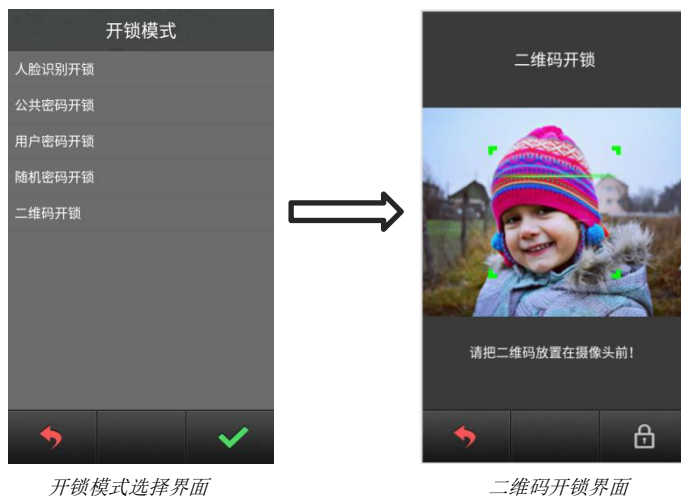 开锁模式
人脸识别开锁
公共密码开锁
用户密码开锁
随机密码开锁
二维码开锁
开锁模式选择界面
二维码开锁
请把二维码放置在摄像头前!
二维码开锁界面